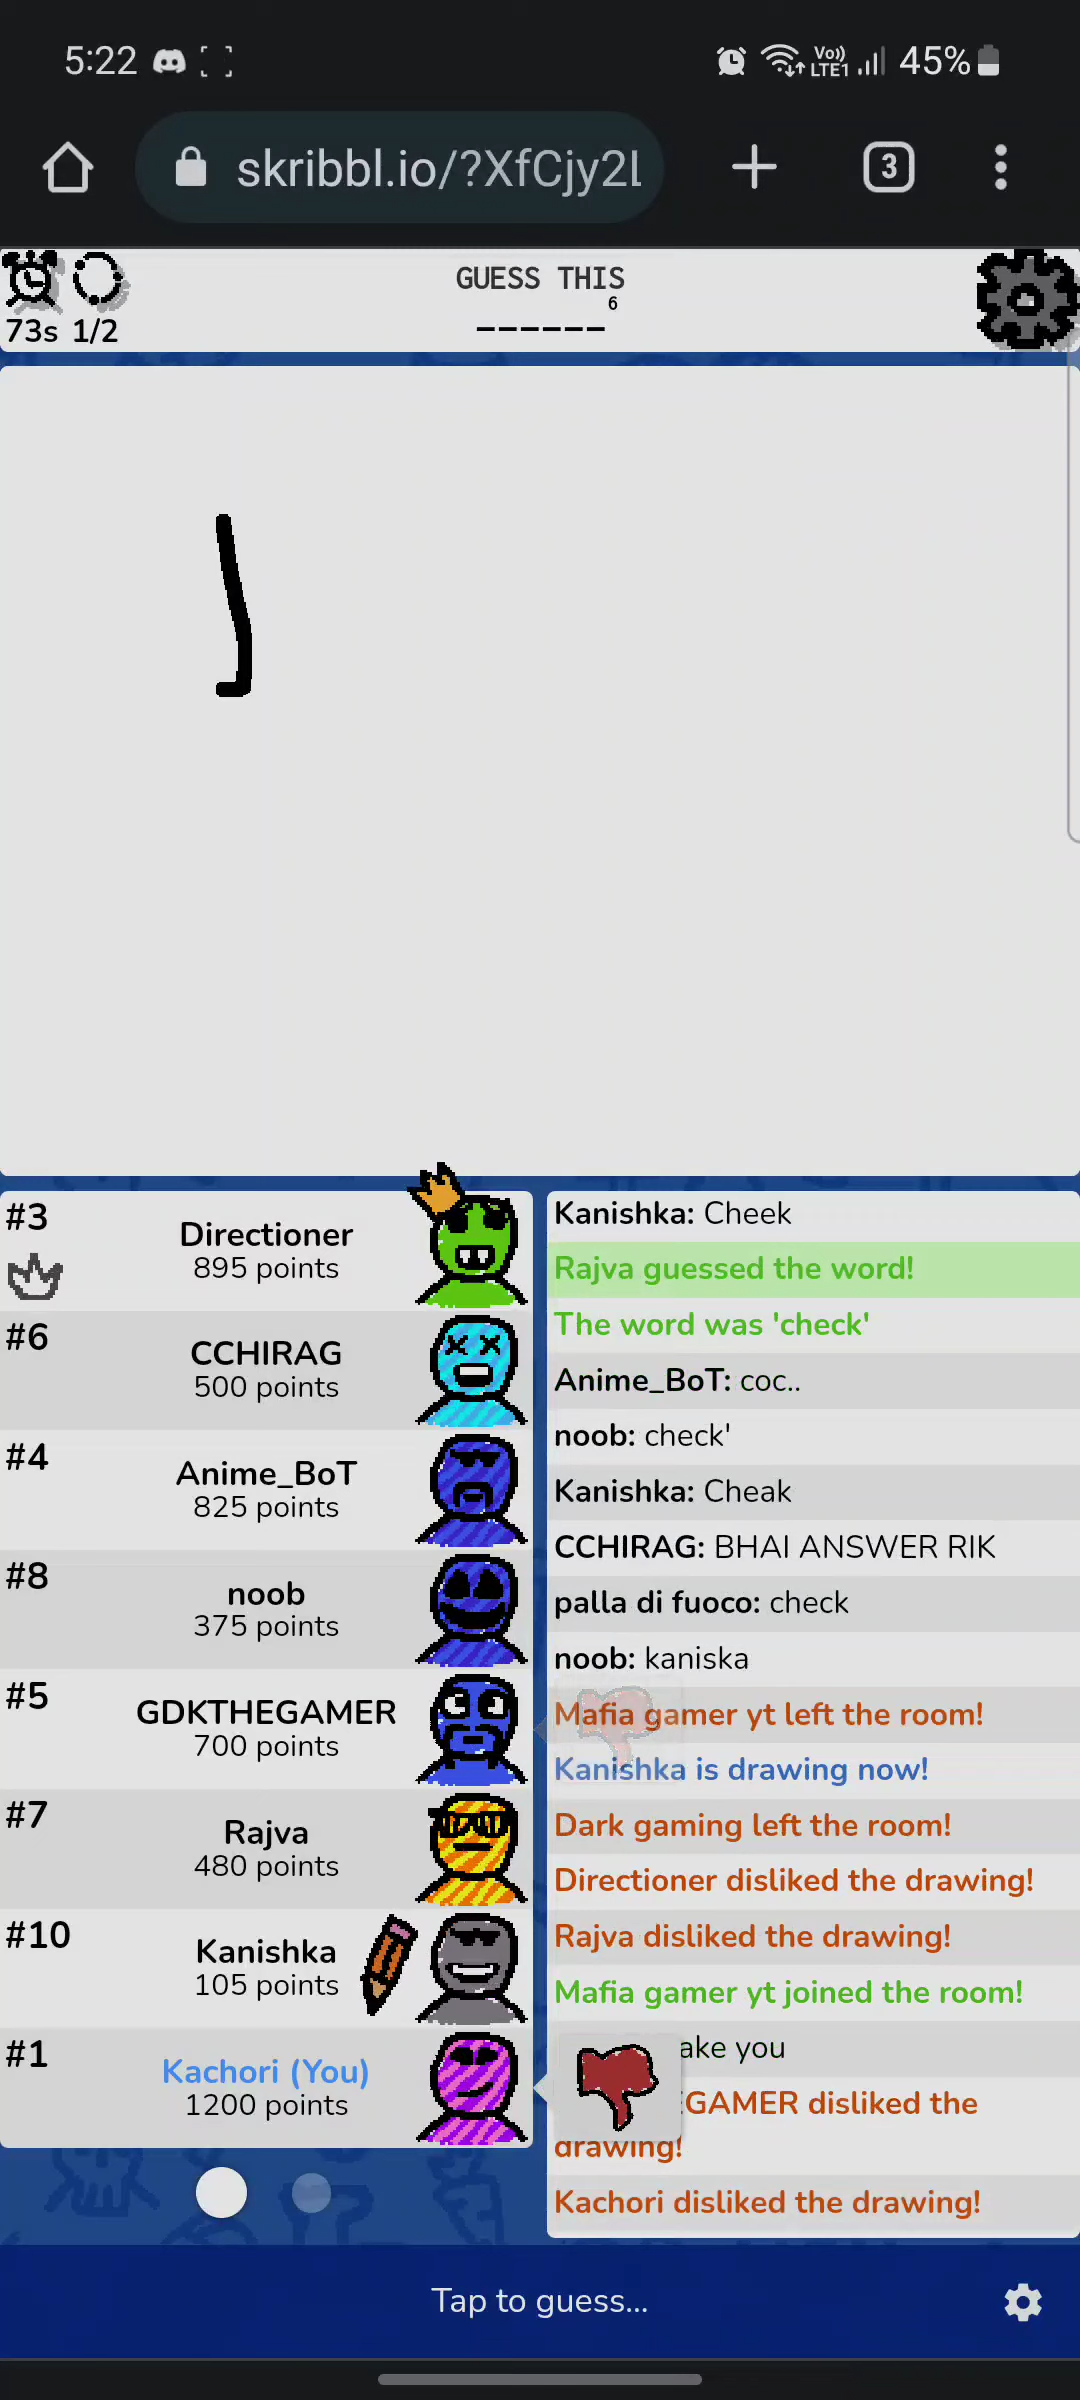 5:22
Vo)) LTE1 45%
skribbl.io/?XfCjy2l
3
GUESS THIS
6
______
73s 1/2
#3
Directioner
895 points
#6
CCHIRAG
500 points
#4
Anime_BoT
825 points
#8
noob
375 points
#5
GDKTHEGAMER
700 points
#7
Rajva
480 points
#10
Kanishka
105 points
#1
Kachori (You)
1200 points
Kanishka: Cheek
Rajva guessed the word!
The word was 'check'
Anime_BoT: coc..
noob: check'
Kanishka: Cheak
CCHIRAG: BHAI ANSWER RIK
palla di fuoco: check
noob: kaniska
Mafia gamer yt left the room!
Kanishka is drawing now!
Dark gaming left the room!
Directioner disliked the drawing!
Rajva disliked the drawing!
Mafia gamer yt joined the room!
ake you
EGAMER disliked the
drawing!
Kachori disliked the drawing!
Tap to guess...